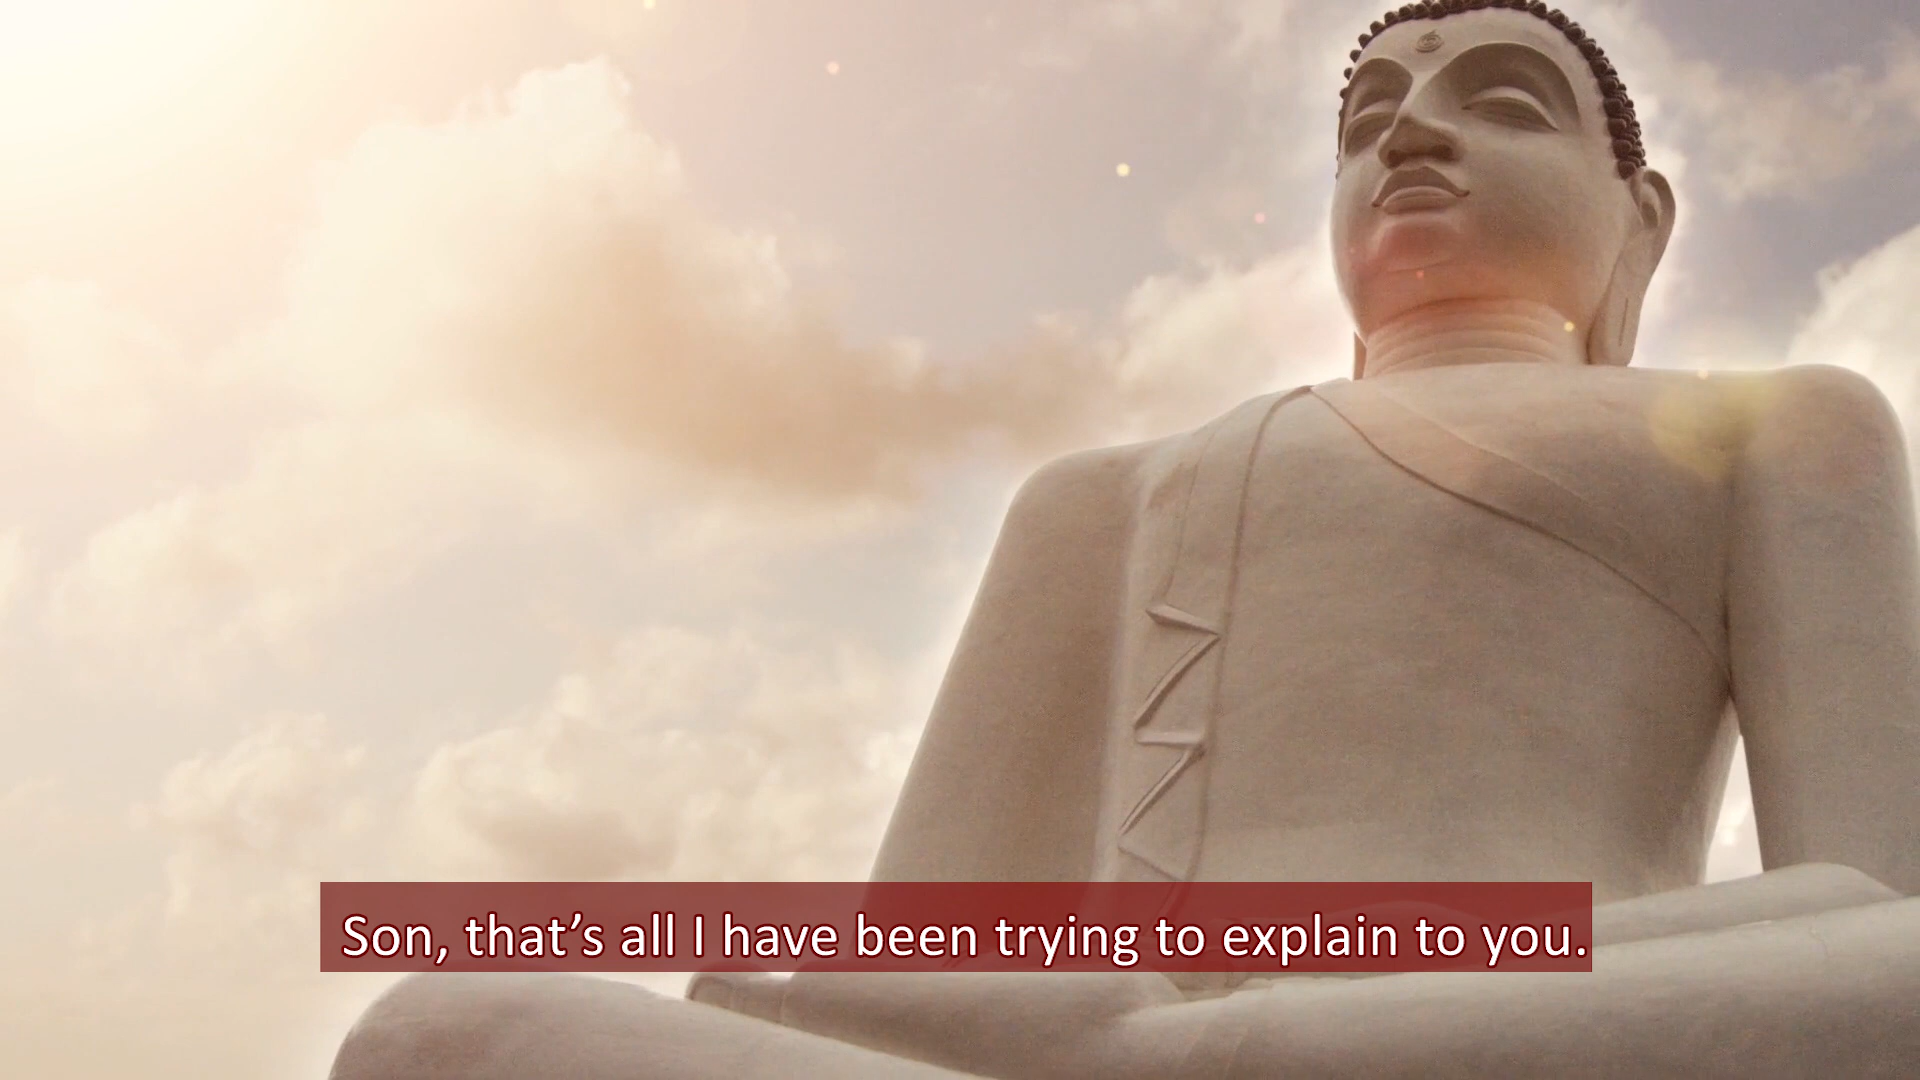 Son, that’s all I have been trying to explain to you.